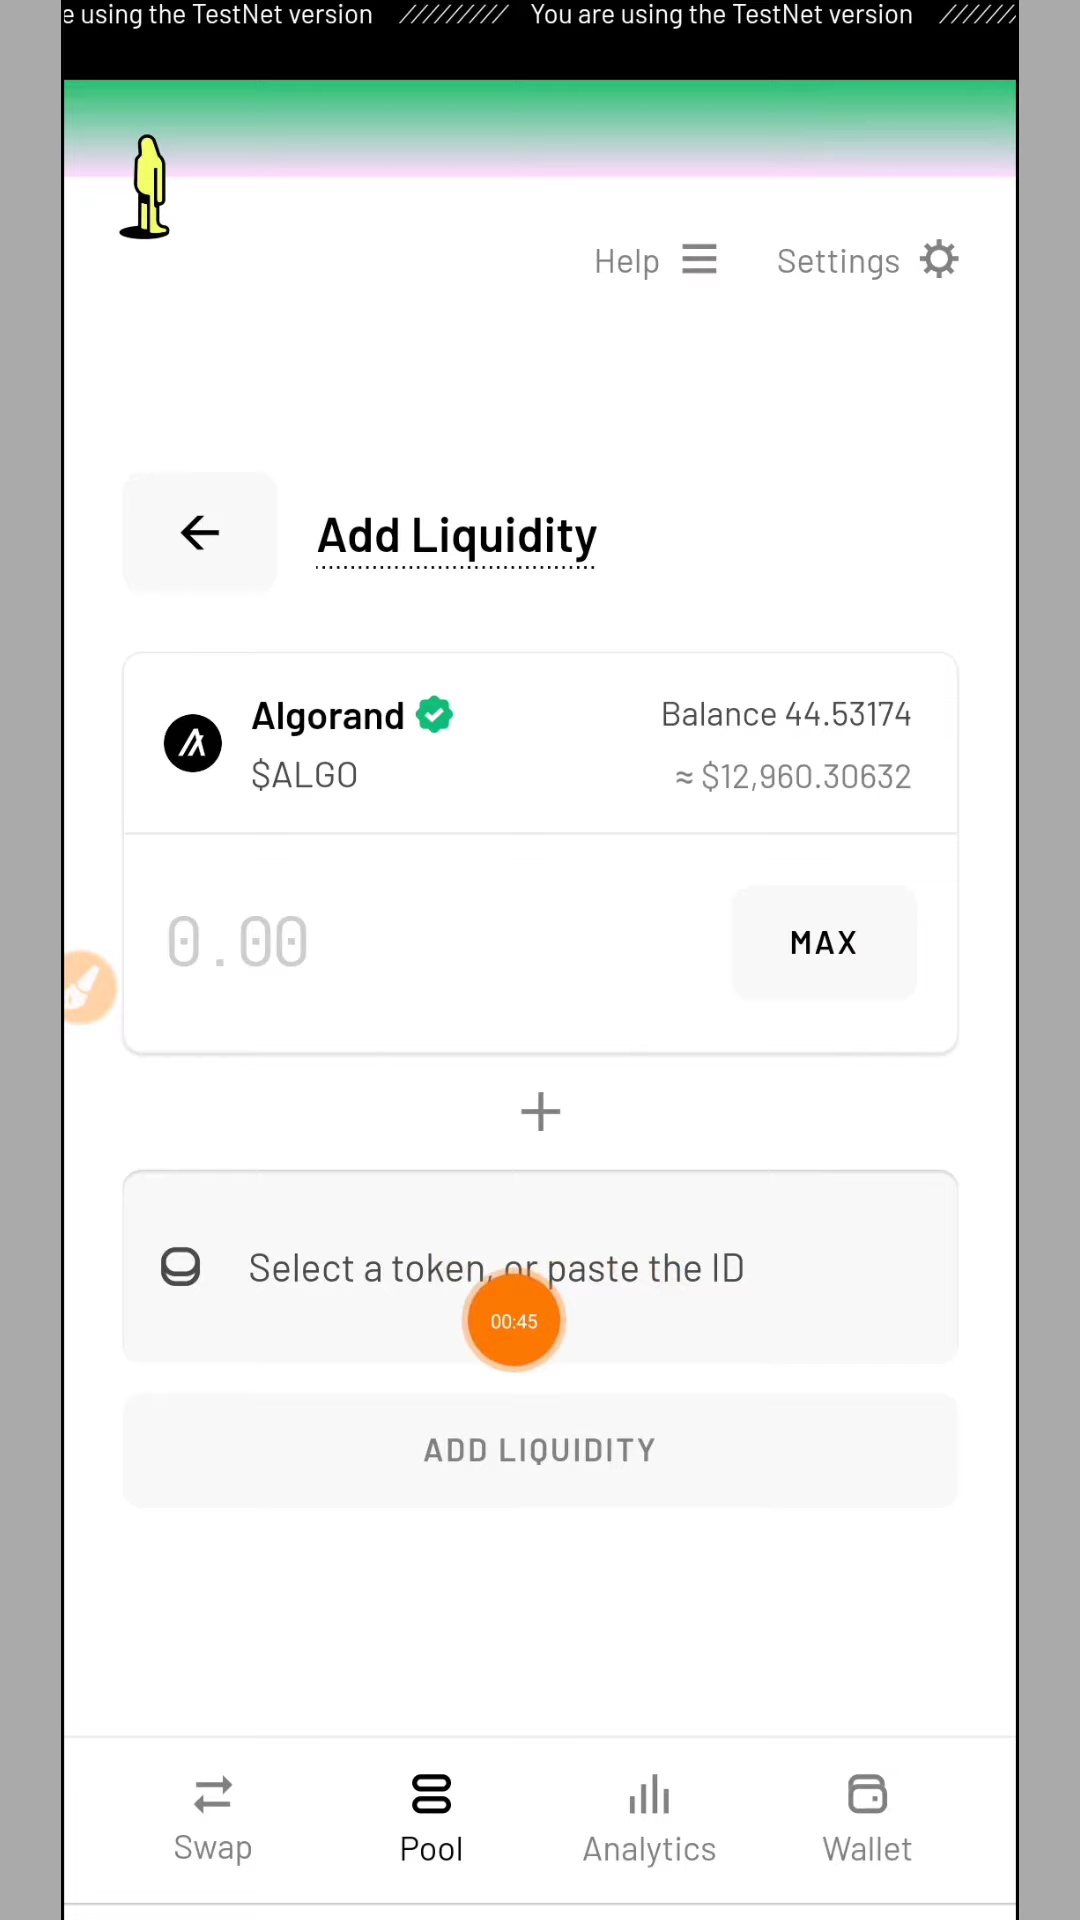 e using the TestNet version ///////// You are using the TestNet version //////
Help Settings
Add Liquidity
Algorand Balance 44.53174
$ALGO ≈ $12,960.30632
0.00 MAX
+
Select a token, or paste the ID
00:45
ADD LIQUIDITY
Swap Pool Analytics Wallet